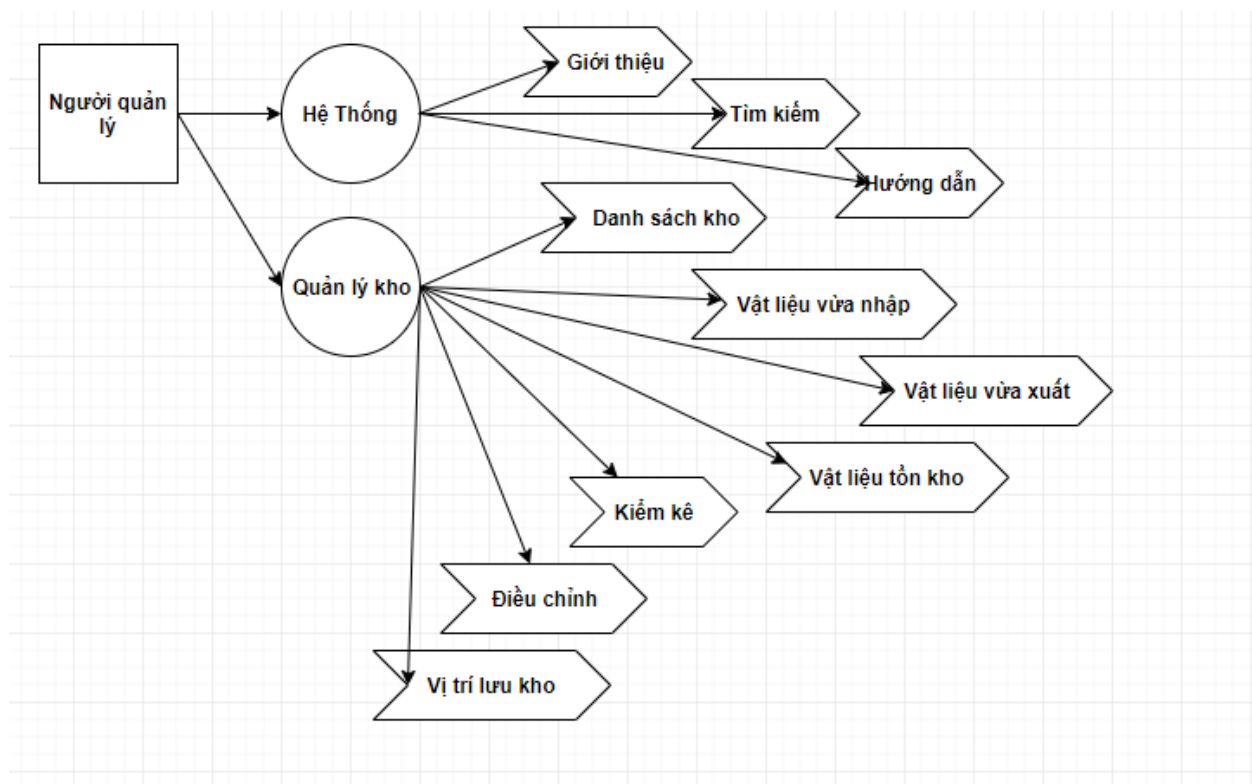 Giới thiệu
Người quản
lý
Hệ Thống
Tìm kiếm
Hướng dẫn
Danh sách kho
Quản lý kho
Vật liệu vừa nhập
Vật liệu vừa xuất
Vật liệu tồn kho
Kiểm kê
Điều chỉnh
Vị trí lưu kho